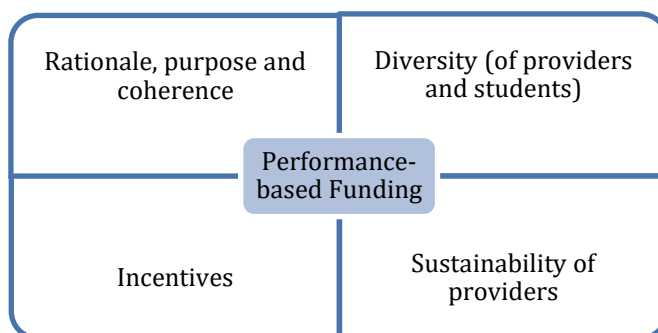 Rationale, purpose and
coherence
Diversity (of providers
and students)
Performance-
based Funding
Incentives
Sustainability of
providers